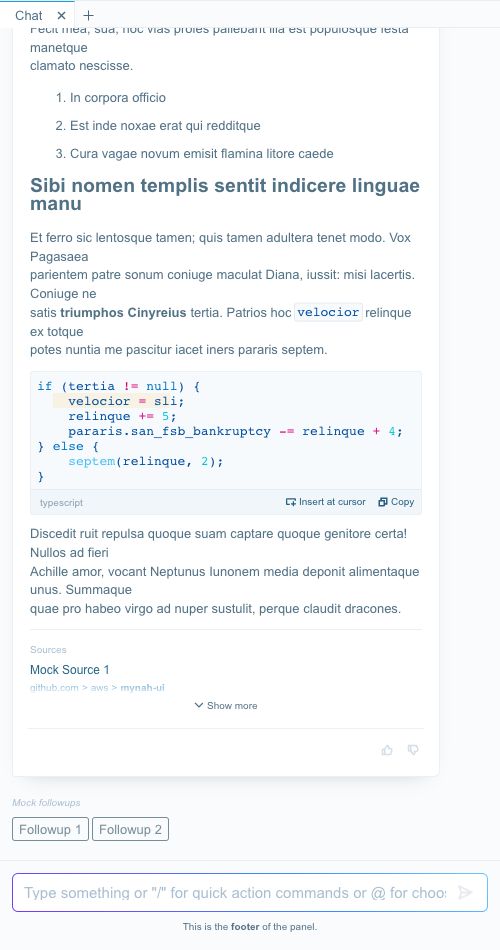 Chat
Fecit mea, sua, hoc vias proles pallebant illa est populosque festa
manetque
clamato nescisse.
1. In corpora officio
2. Est inde noxae erat qui redditque
3. Cura vagae novum emisit flamina litore caede
Sibi nomen templis sentit indicere linguae
manu
Et ferro sic lentosque tamen; quis tamen adultera tenet modo. Vox
Pagasaea
parientem patre sonum coniuge maculat Diana, iussit: misi lacertis.
Coniuge ne
satis triumphos Cinyreius tertia. Patrios hoc velocior relinque
ex totque
potes nuntia me pascitur iacet iners pararis septem.
if (tertia != null) {
velocior = sli;
relinque += 5;
pararis.san_fsb_bankruptcy -= relinque + 4;
} else {
septem(relinque, 2);
}
typescript
Insert at cursor
Copy
Discedit ruit repulsa quoque suam captare quoque genitore certa!
Nullos ad fieri
Achille amor, vocant Neptunus Iunonem media deponit alimentaque
unus. Summaque
quae pro habeo virgo ad nuper sustulit, perque claudit dracones.
Sources
Mock Source 1
github.com > aws > mynah-ui
Show more
Mock followups
Followup 1
Followup 2
Type something or "/" for quick action commands or @ for choo
This is the footer of the panel.